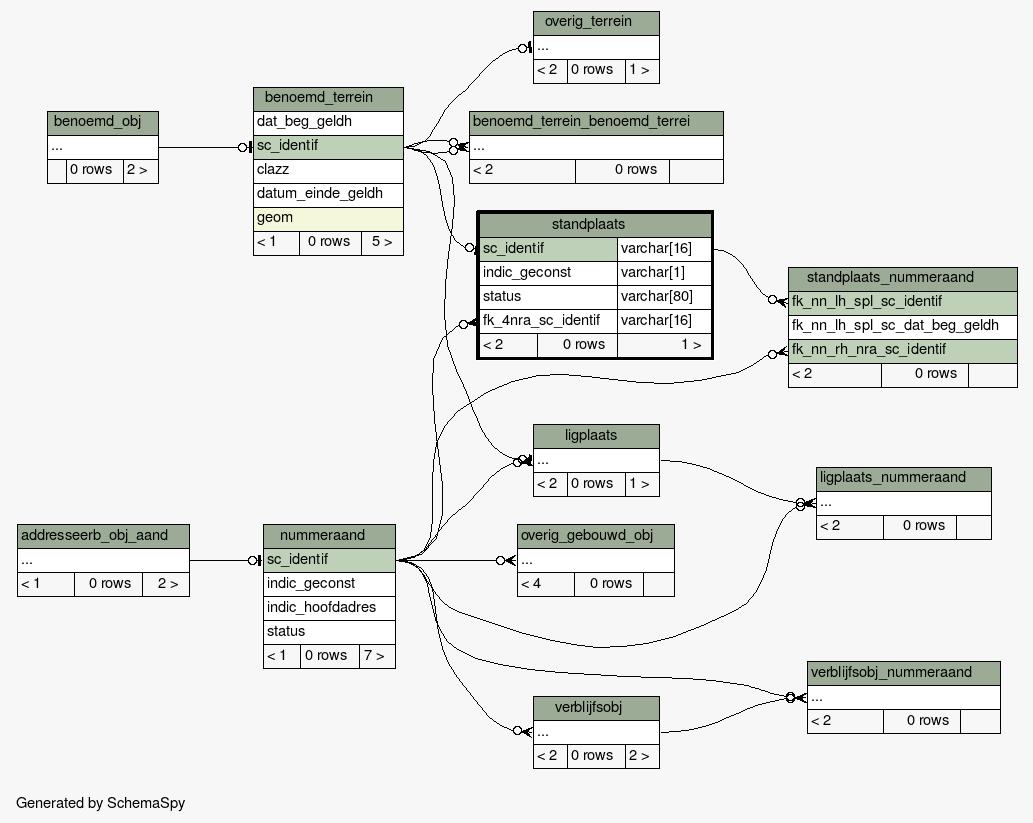 overig_terrein
...
< 2 0 rows 1 >
benoemd_terrein
dat_beg_geldh
sc_identif
clazz
datum_einde_geldh
geom
< 1 0 rows 5 >
benoemd_obj
...
0 rows 2 >
benoemd_terrein_benoemd_terrei
...
< 2 0 rows
standplaats
sc_identif varchar[16]
indic_geconst varchar[1]
status varchar[80]
fk_4nra_sc_identif varchar[16]
< 2 0 rows 1 >
standplaats_nummeraand
fk_nn_lh_spl_sc_identif
fk_nn_lh_spl_sc_dat_beg_geldh
fk_nn_rh_nra_sc_identif
< 2 0 rows
ligplaats
...
< 2 0 rows 1 >
ligplaats_nummeraand
...
< 2 0 rows
addresseerb_obj_aand
...
< 1 0 rows 2 >
nummeraand
sc_identif
indic_geconst
indic_hoofdadres
status
< 1 0 rows 7 >
overig_gebouwd_obj
...
< 4 0 rows
verblijfsobj_nummeraand
...
< 2 0 rows
verblijfsobj
...
< 2 0 rows 2 >
Generated by SchemaSpy